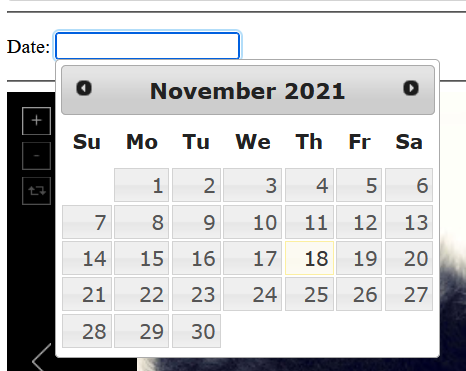 Date:
November 2021
Su Mo Tu We Th Fr Sa
1 2 3 4 5 6
7 8 9 10 11 12 13
14 15 16 17 18 19 20
21 22 23 24 25 26 27
28 29 30
+
-